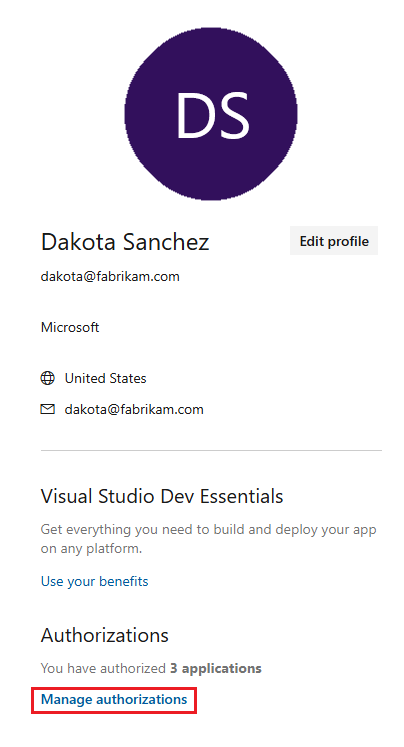 DS
Dakota Sanchez
Edit profile
dakota@fabrikam.com
Microsoft
United States
dakota@fabrikam.com
Visual Studio Dev Essentials
Get everything you need to build and deploy your app
on any platform.
Use your benefits
Authorizations
You have authorized 3 applications
Manage authorizations